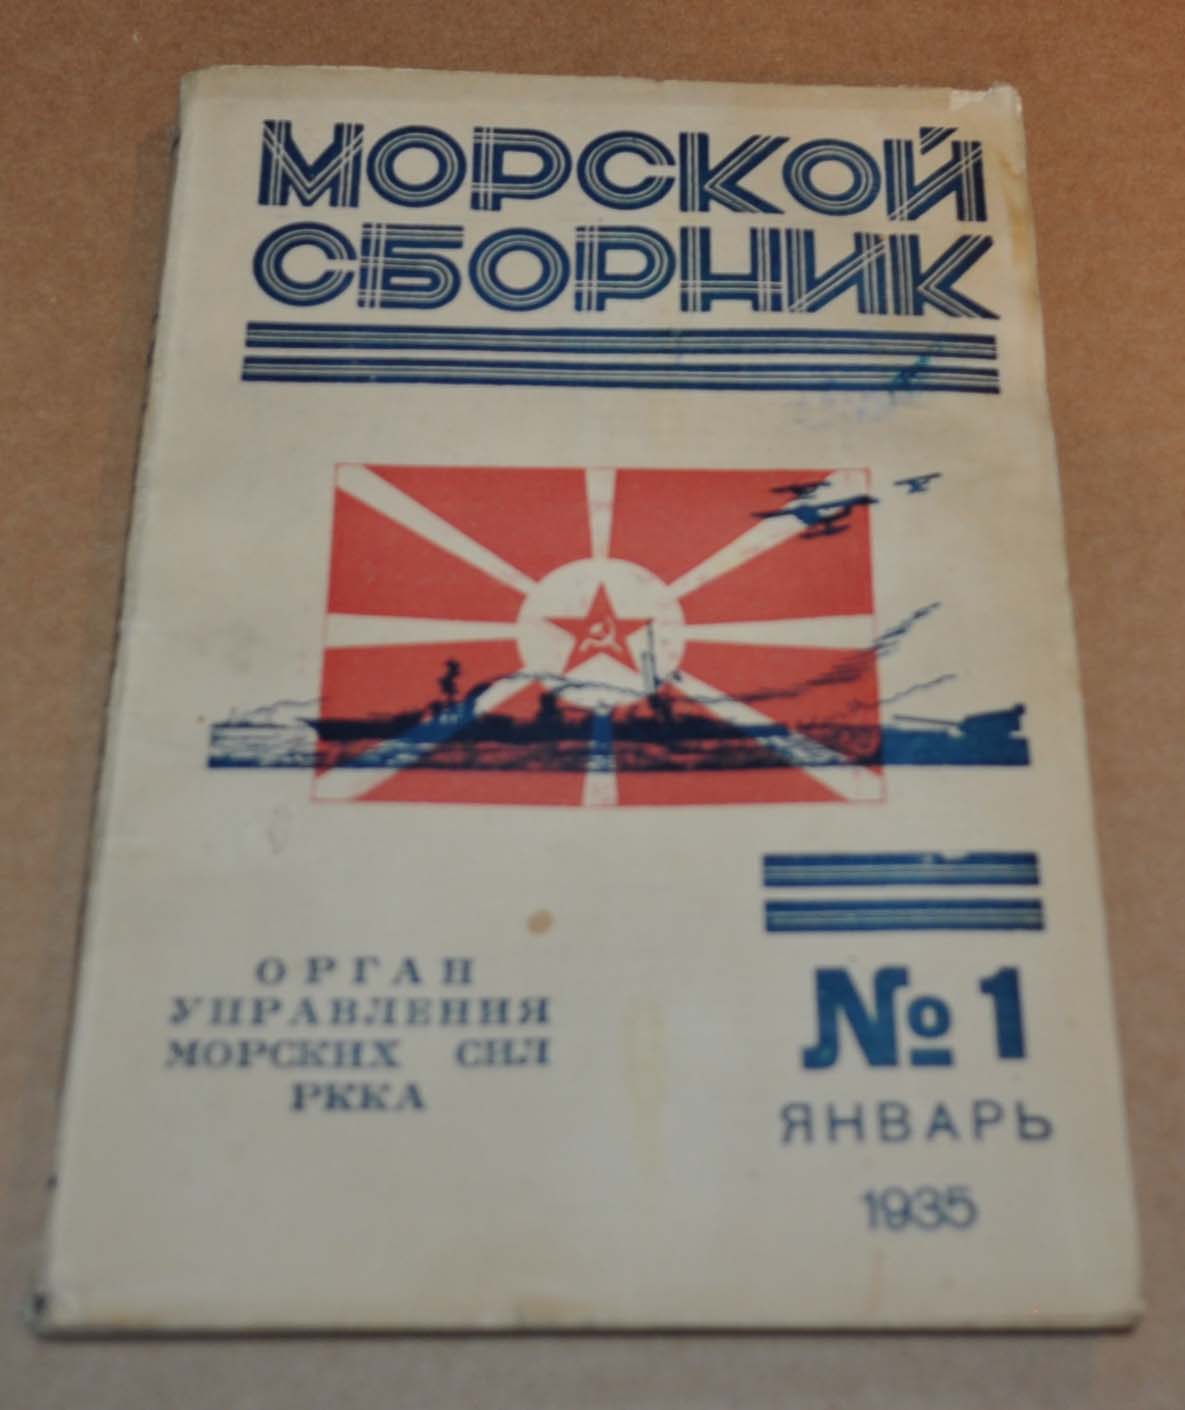 МОРСКОЙ
СБОРНИК
ОРГАН
УПРАВЛЕНИЯ
МОРСКИХ СИЛ
РККА
№ 1
ЯНВАРЬ
1935